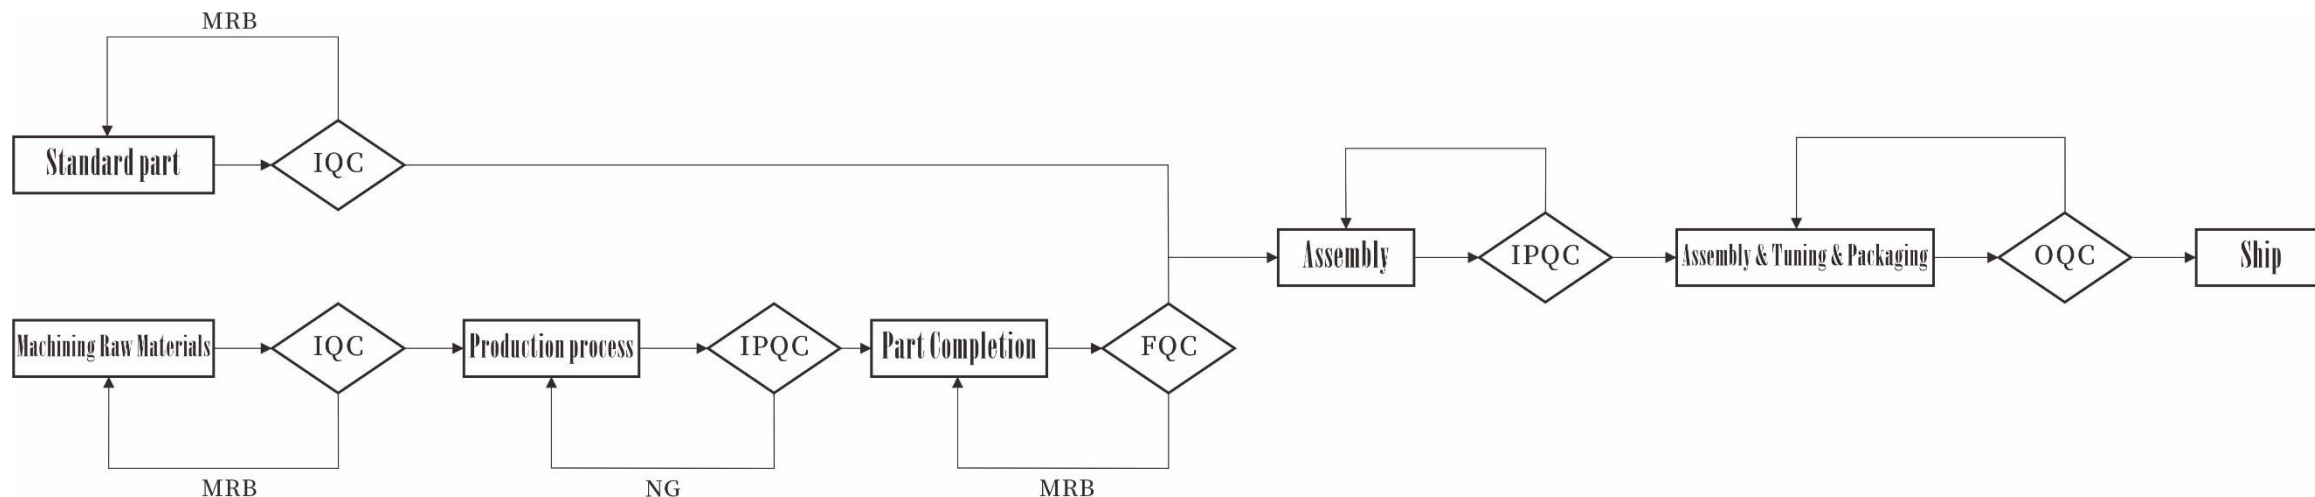 MRB
Standard part
IQC
Assembly
IPQC
Assembly & Tuning & Packaging
OQC
Ship
Machining Raw Materials
IQC
Production process
IPQC
Part Completion
FQC
MRB
NG
MRB